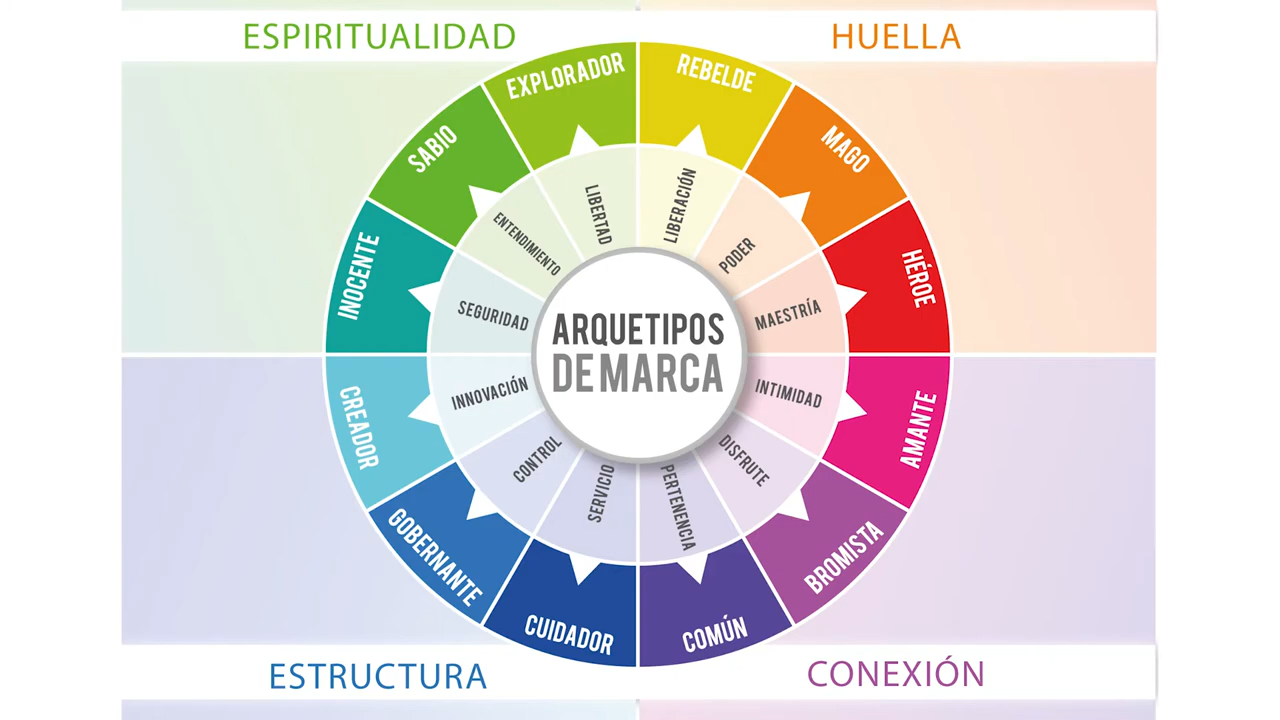 ESPIRITUALIDAD
HUELLA
EXPLORADOR
REBELDE
SABIO
MAGO
INOCENTE
HÉROE
CREADOR
AMANTE
GOBERNANTE
BROMISTA
CUIDADOR
COMÚN
LIBERTAD
LIBERACIÓN
ENTENDIMIENTO
PODER
SEGURIDAD
MAESTRÍA
INNOVACIÓN
INTIMIDAD
CONTROL
DISFRUTE
SERVICIO
PERTENENCIA
ARQUETIPOS
DE MARCA
ESTRUCTURA
CONEXIÓN